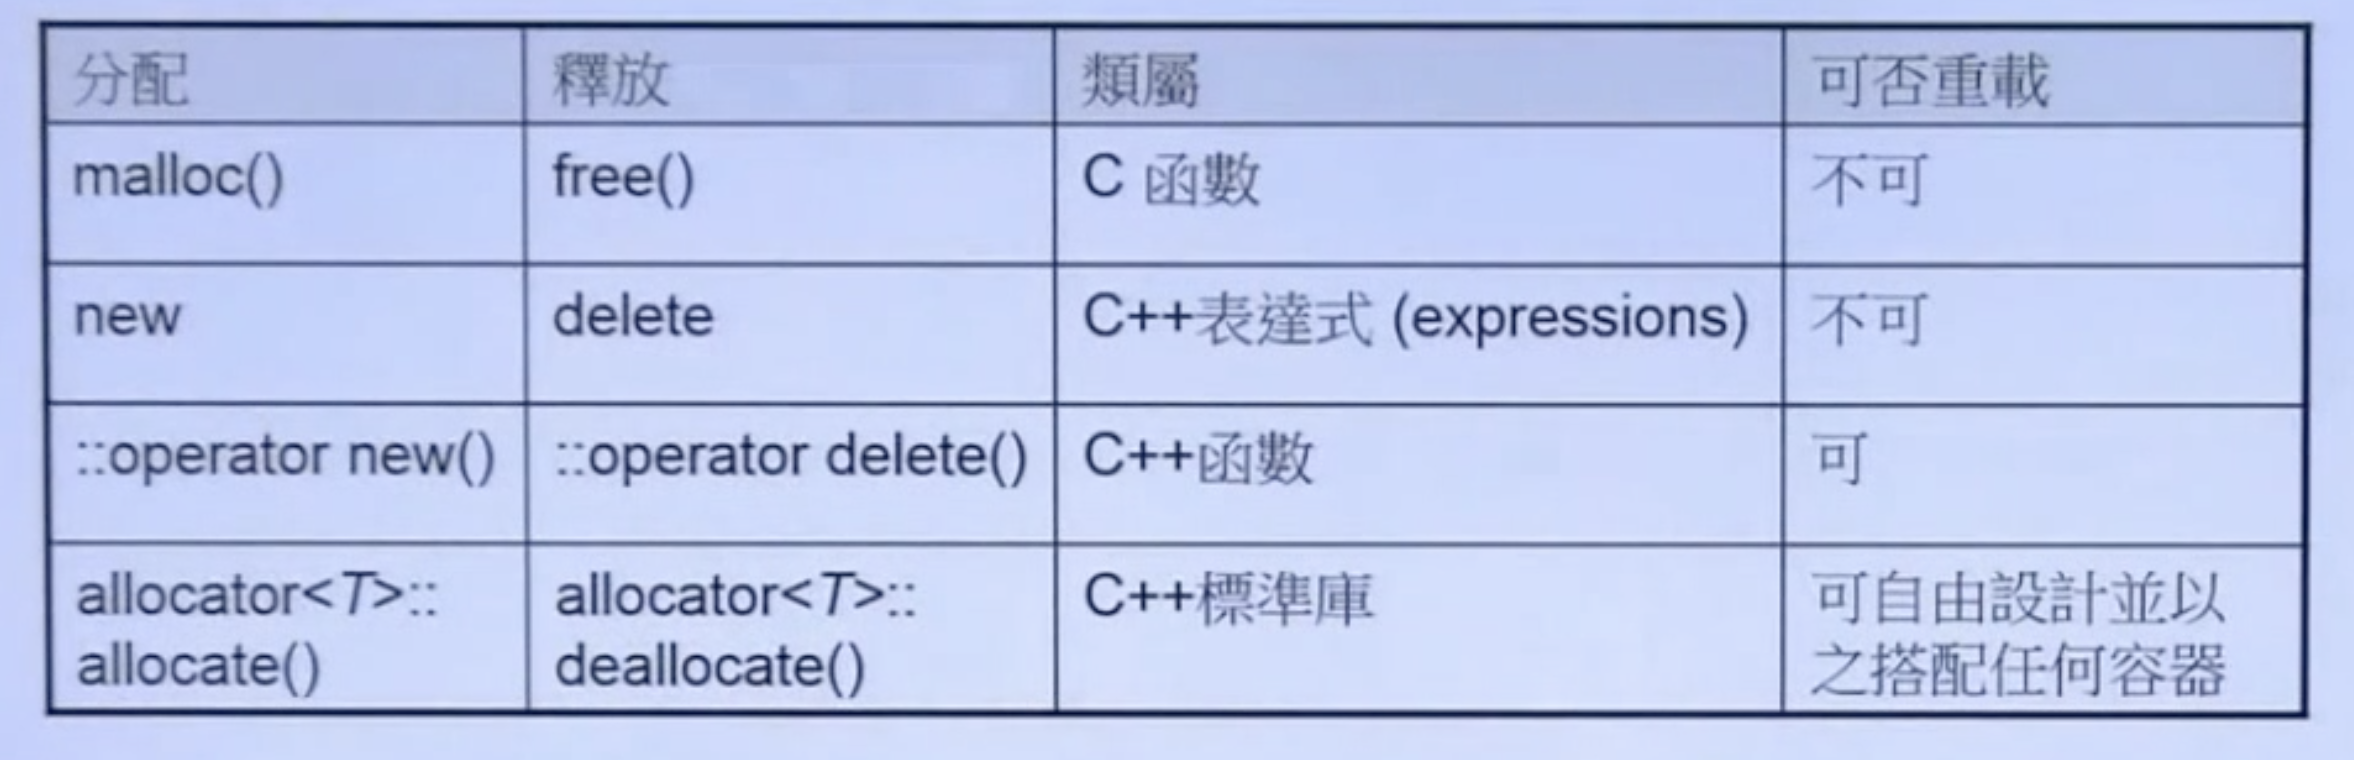 分配 釋放 類屬 可否重載
malloc() free() C 函數 不可
new delete C++表達式 (expressions) 不可
::operator new() ::operator delete() C++函數 可
allocator<T>:: allocator<T>:: C++標準庫 可自由設計並以
allocate() deallocate() 之搭配任何容器